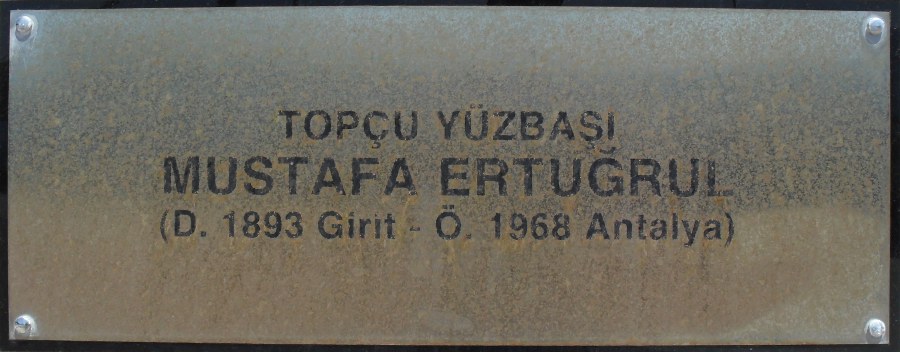 TOPÇU YÜZBAŞI
MUSTAFA ERTUĞRUL
(D. 1893 Girit - Ö. 1968 Antalya)